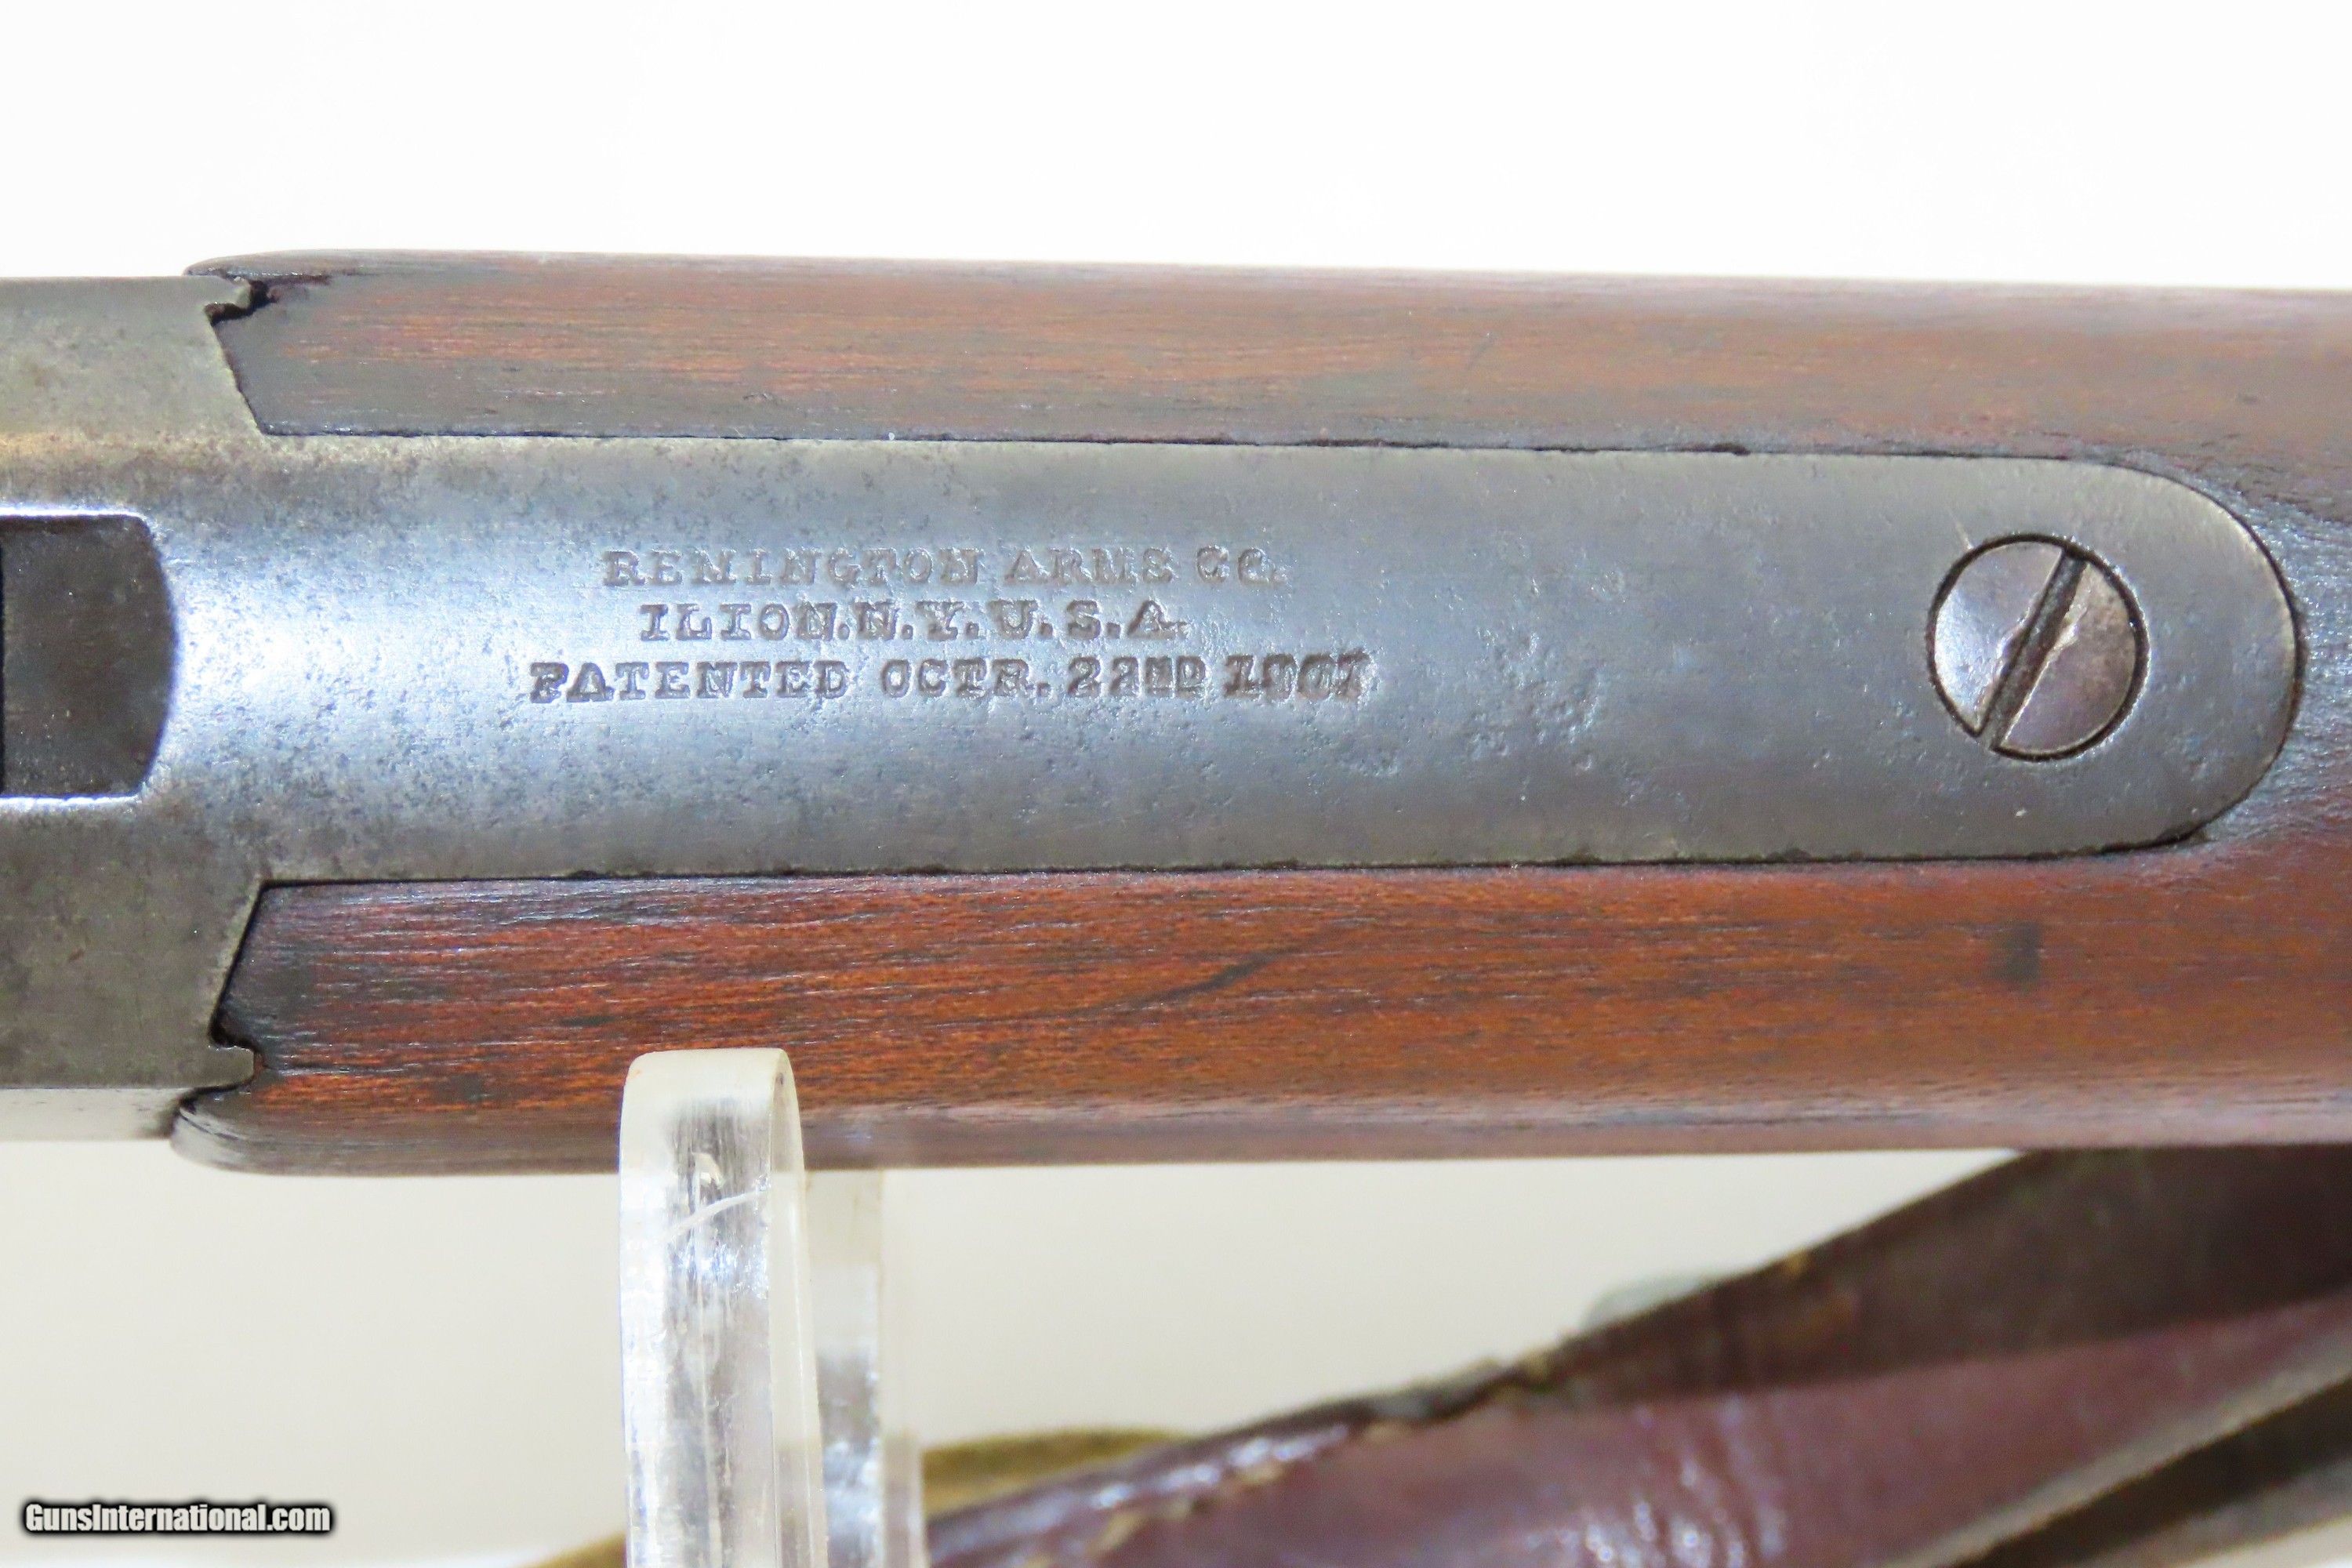 REMINGTON ARMS CO.
ILION.N.Y.U.S.A.
PATENTED OCTR. 22ND 1907
GunsInternational.com